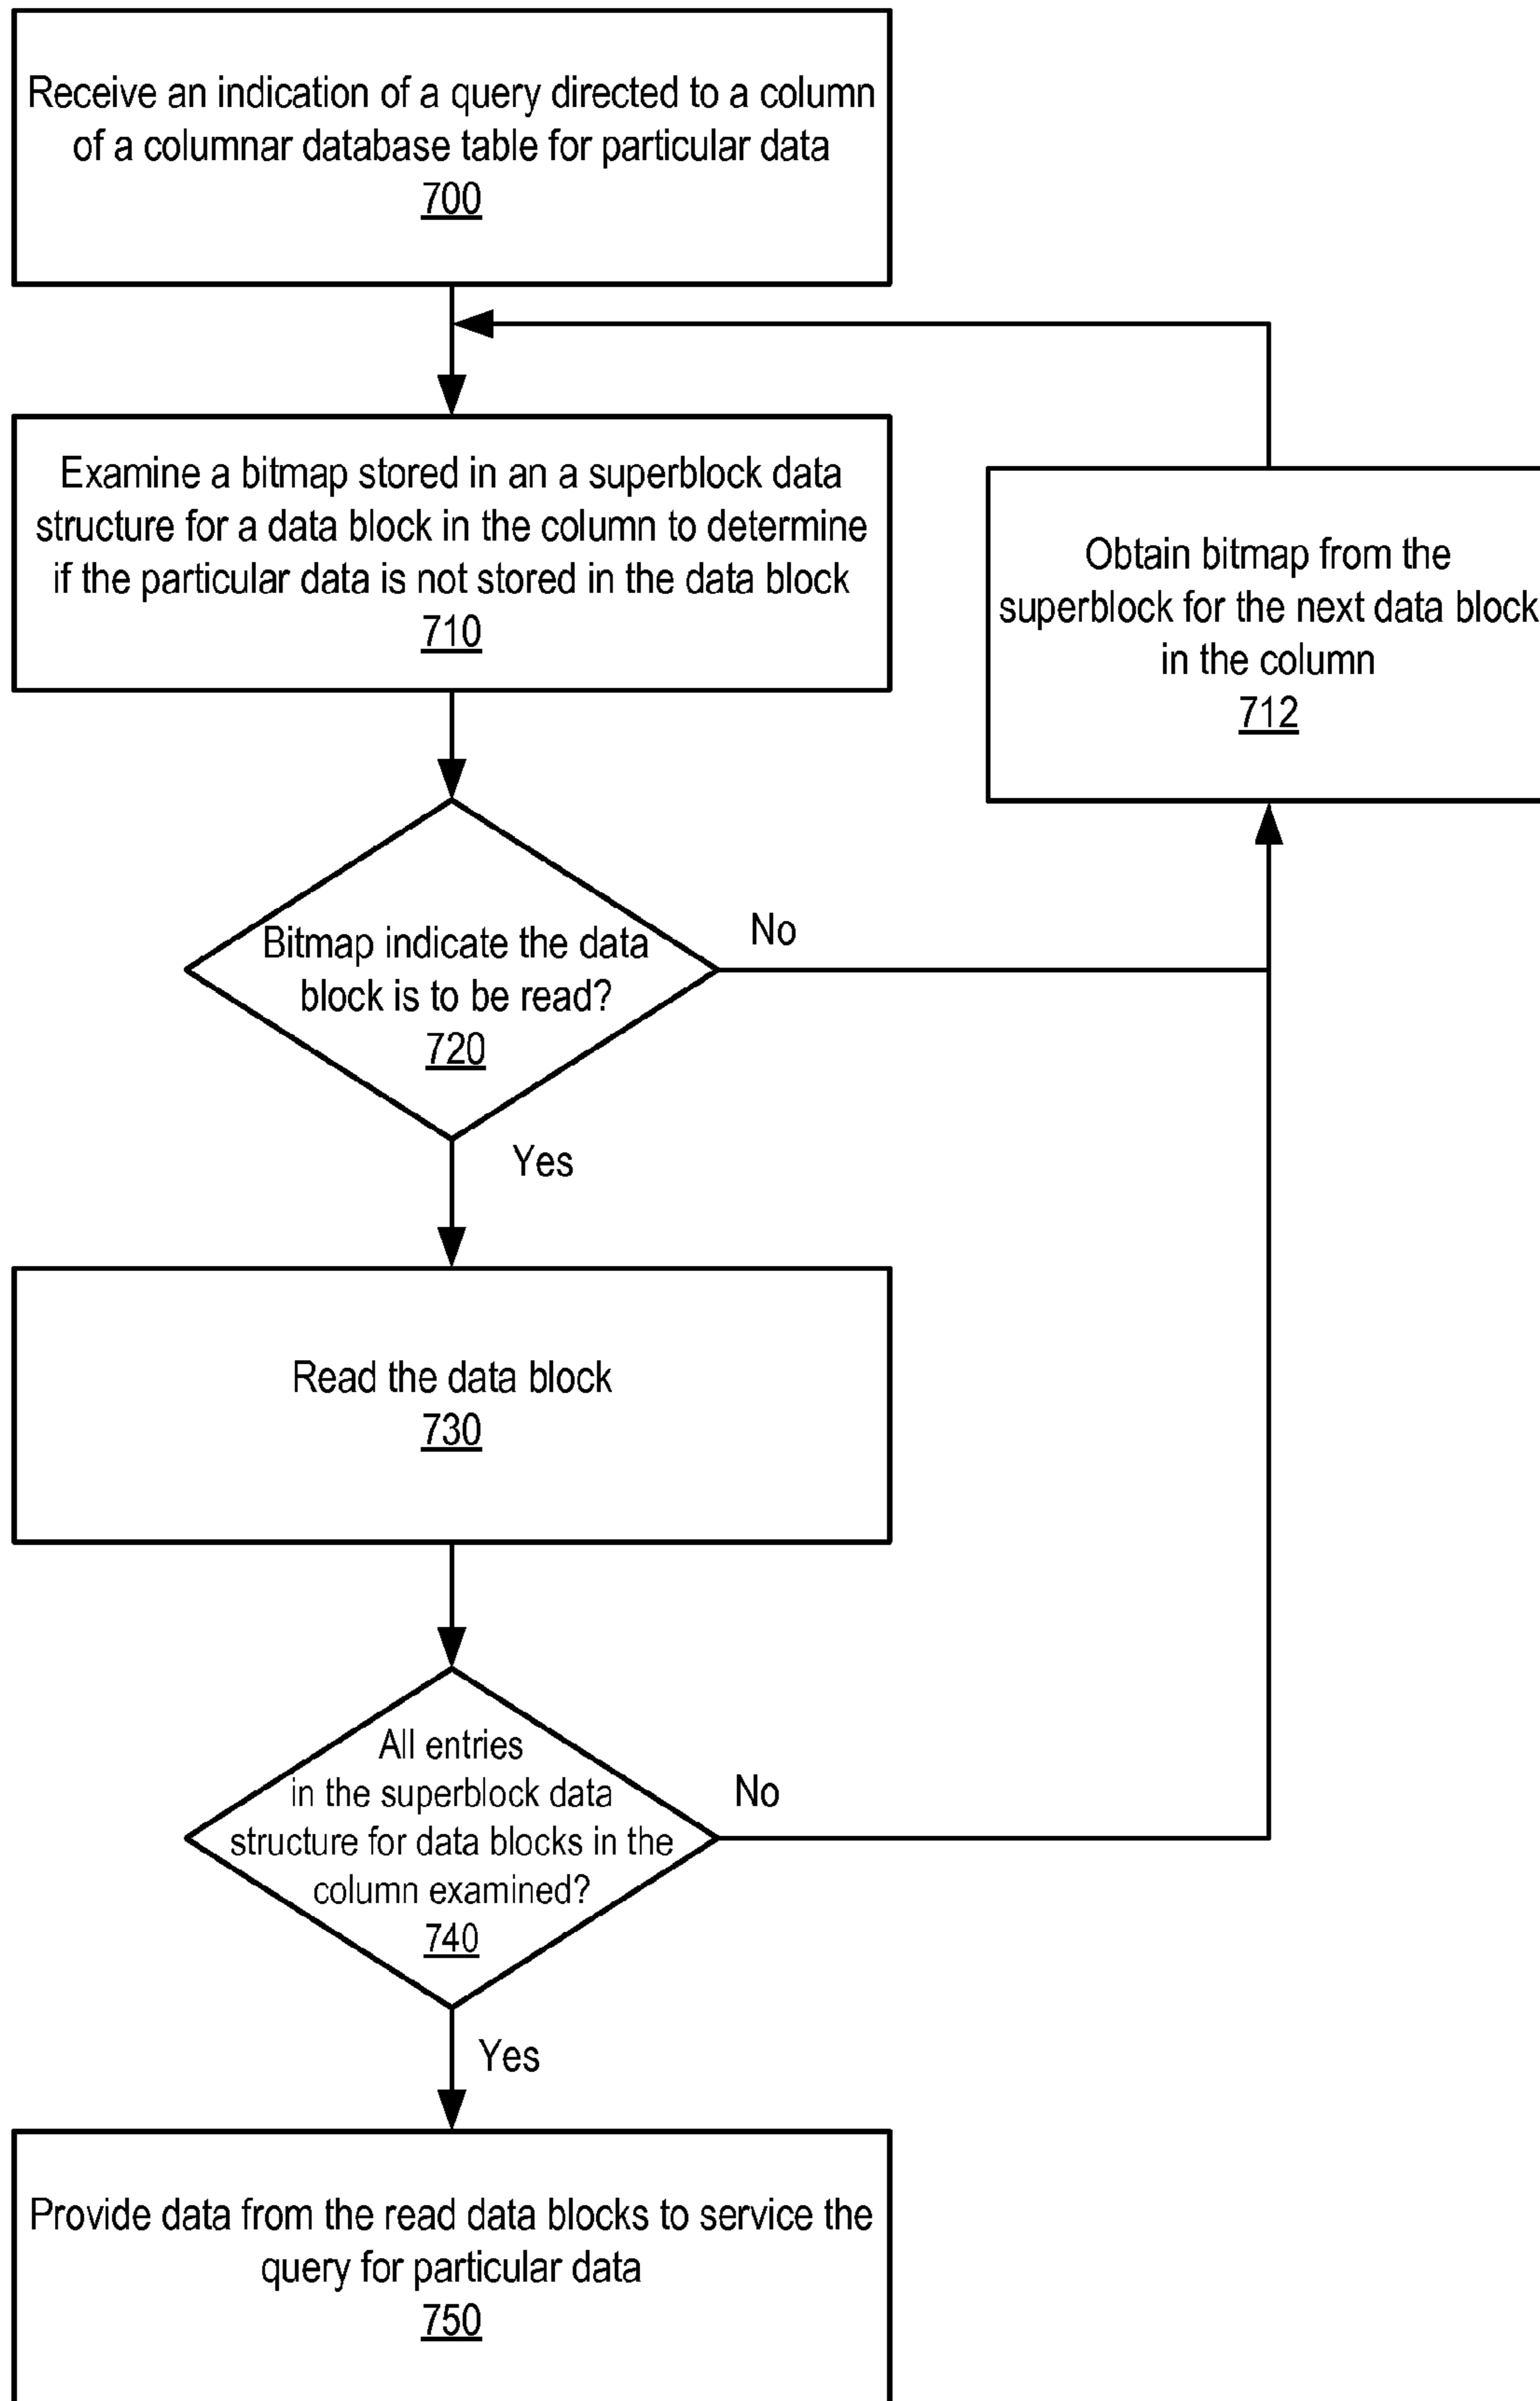 Receive an indication of a query directed to a column
of a columnar database table for particular data
700
Examine a bitmap stored in an a superblock data
structure for a data block in the column to determine
if the particular data is not stored in the data block
710
Obtain bitmap from the
superblock for the next data block
in the column
712
Bitmap indicate the data
block is to be read?
720
No
Yes
Read the data block
730
All entries
in the superblock data
structure for data blocks in the
column examined?
740
No
Yes
Provide data from the read data blocks to service the
query for particular data
750